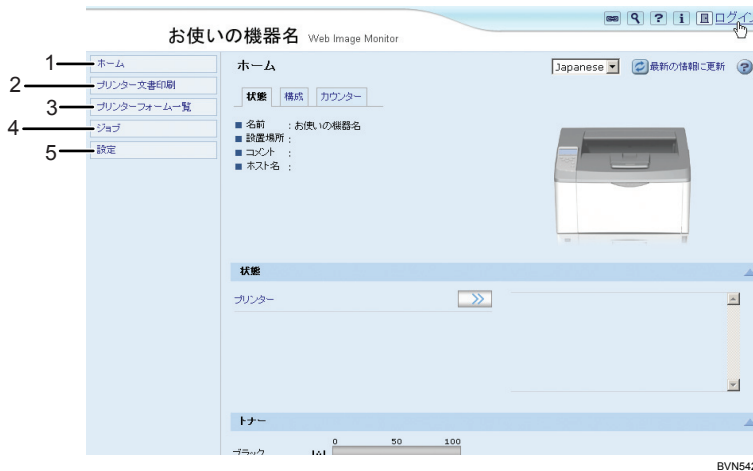 ログイン
お使いの機器名 Web Image Monitor
1 ホーム
2 プリンター文書印刷
3 プリンターフォーム一覧
4 ジョブ
5 設定
ホーム
Japanese 最新の情報に更新
状態 構成 カウンター
名前 : お使いの機器名
設置場所 :
コメント :
ホスト名 :
状態
プリンター
トナー
0 50 100
ブラック
BVN542